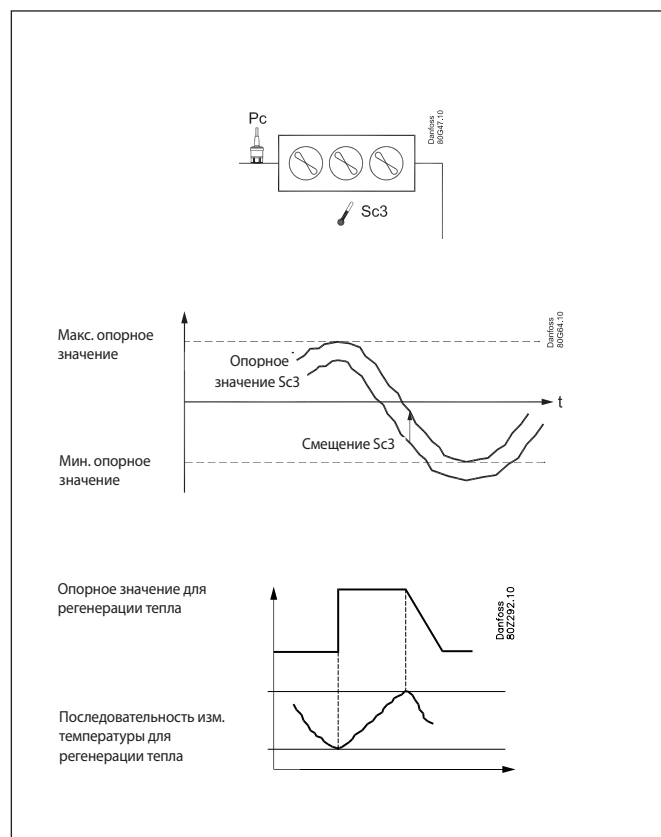 Pc
Danfoss
80G47.10
Sc3
Макс. опорное
значение
Danfoss
80G64.10
Опорное
значение Sc3
t
Смещение Sc3
Мин. опорное
значение
Опорное значение для
регенерации тепла
Danfoss
80Z292.10
Последовательность изм.
температуры для
регенерации тепла